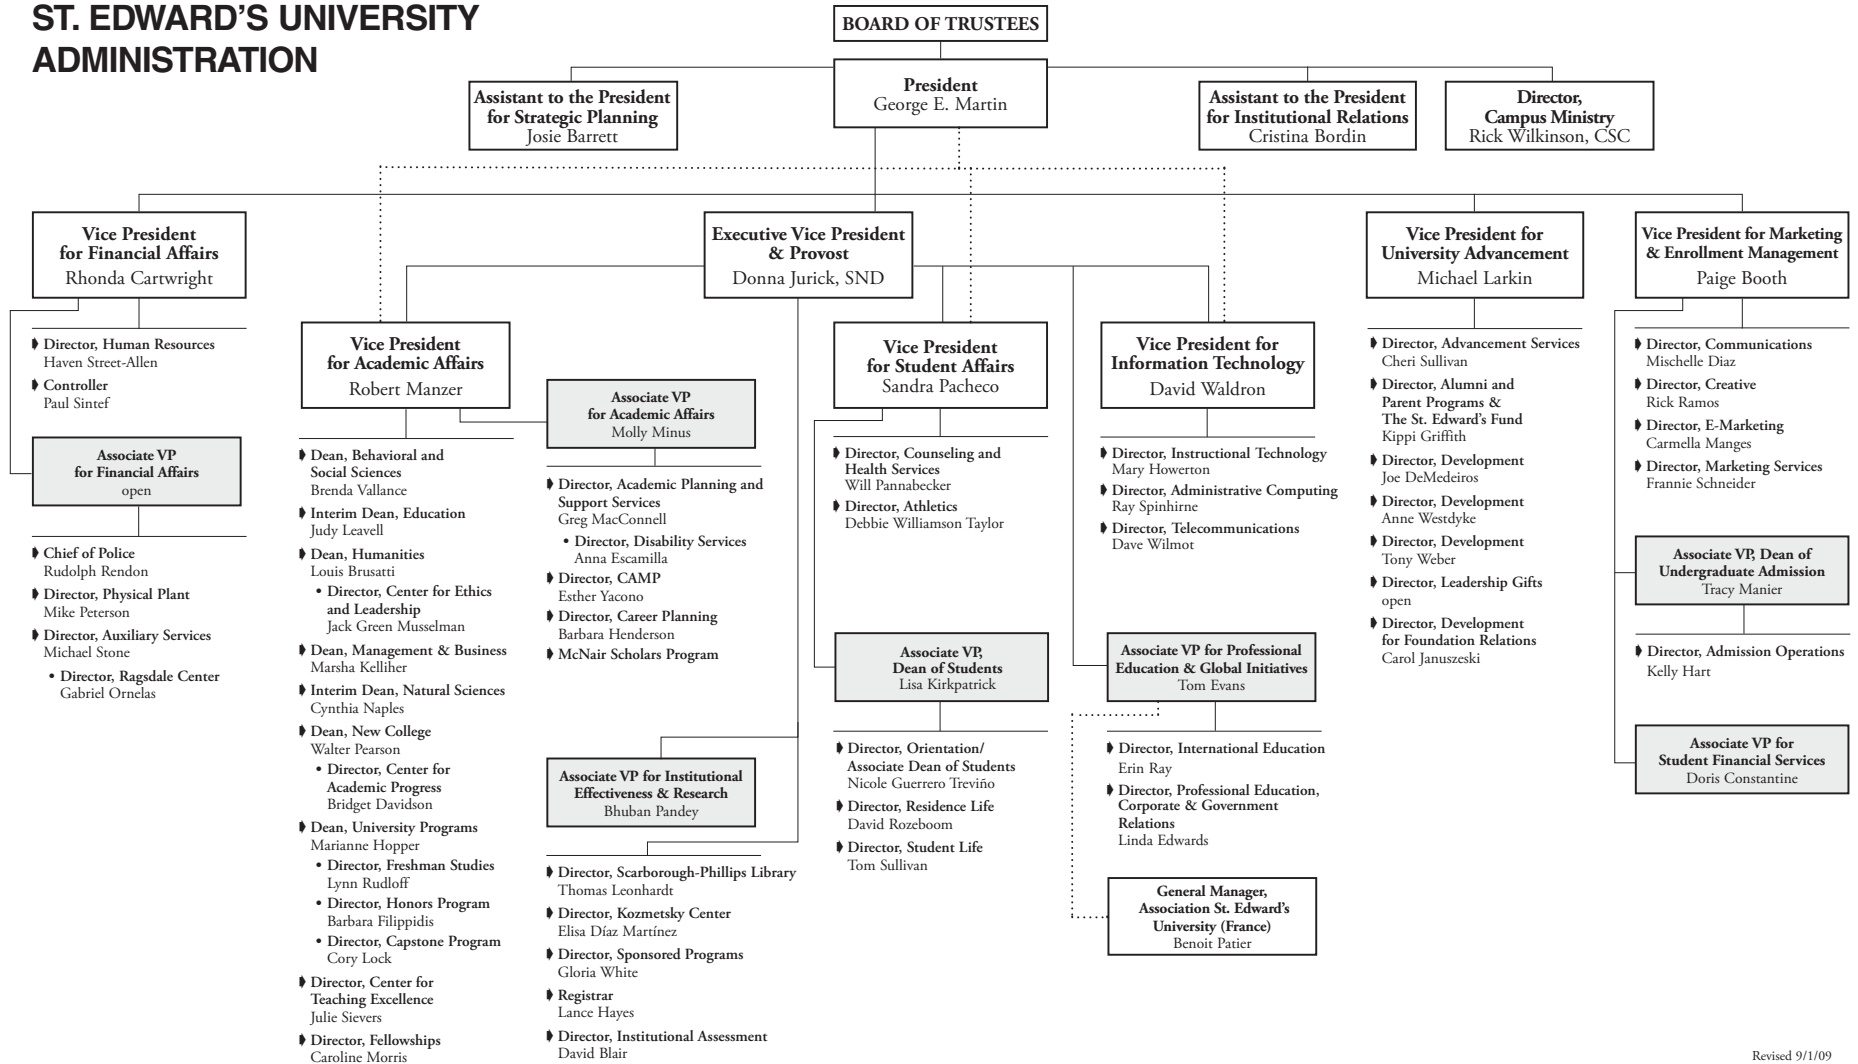 ST. EDWARD'S UNIVERSITY
ADMINISTRATION
BOARD OF TRUSTEES
President
George E. Martin
Assistant to the President
for Strategic Planning
Josie Barrett
Assistant to the President
for Institutional Relations
Cristina Bordin
Director,
Campus Ministry
Rick Wilkinson, CSC
Vice President
for Financial Affairs
Rhonda Cartwright
Director, Human Resources
Haven Street-Allen
Controller
Paul Sintef
Associate VP
for Financial Affairs
open
Chief of Police
Rudolph Rendon
Director, Physical Plant
Mike Peterson
Director, Auxiliary Services
Michael Stone
• Director, Ragsdale Center
Gabriel Ornelas
Executive Vice President
& Provost
Donna Jurick, SND
Vice President
for Academic Affairs
Robert Manzer
Dean, Behavioral and
Social Sciences
Brenda Vallance
Interim Dean, Education
Judy Leavell
Dean, Humanities
Louis Brusatti
• Director, Center for Ethics
and Leadership
Jack Green Musselman
Dean, Management & Business
Marsha Kelliher
Interim Dean, Natural Sciences
Cynthia Naples
Dean, New College
Walter Pearson
• Director, Center for
Academic Progress
Bridget Davidson
Dean, University Programs
Marianne Hopper
• Director, Freshman Studies
Lynn Rudloff
• Director, Honors Program
Barbara Filippidis
• Director, Capstone Program
Cory Lock
Director, Center for
Teaching Excellence
Julie Sievers
Director, Fellowships
Caroline Morris
Associate VP
for Academic Affairs
Molly Minus
Director, Academic Planning and
Support Services
Greg MacConnell
• Director, Disability Services
Anna Escamilla
Director, CAMP
Esther Yacono
Director, Career Planning
Barbara Henderson
McNair Scholars Program
Associate VP for Institutional
Effectiveness & Research
Bhuban Pandey
Director, Scarborough-Phillips Library
Thomas Leonhardt
Director, Kozmetsky Center
Elisa Díaz Martínez
Director, Sponsored Programs
Gloria White
Registrar
Lance Hayes
Director, Institutional Assessment
David Blair
Vice President
for Student Affairs
Sandra Pacheco
Director, Counseling and
Health Services
Will Pannabecker
Director, Athletics
Debbie Williamson Taylor
Associate VP,
Dean of Students
Lisa Kirkpatrick
Director, Orientation/
Associate Dean of Students
Nicole Guerrero Treviño
Director, Residence Life
David Rozeboom
Director, Student Life
Tom Sullivan
Vice President for
Information Technology
David Waldron
Director, Instructional Technology
Mary Howerton
Director, Administrative Computing
Ray Spinhirne
Director, Telecommunications
Dave Wilmot
Associate VP for Professional
Education & Global Initiatives
Tom Evans
Director, International Education
Erin Ray
Director, Professional Education,
Corporate & Government
Relations
Linda Edwards
General Manager,
Association St. Edward's
University (France)
Benoit Patier
Vice President for
University Advancement
Michael Larkin
Director, Advancement Services
Cheri Sullivan
Director, Alumni and
Parent Programs &
The St. Edward's Fund
Kippi Griffith
Director, Development
Joe DeMedeiros
Director, Development
Anne Westdyke
Director, Development
Tony Weber
Director, Leadership Gifts
open
Director, Development
for Foundation Relations
Carol Januszeski
Vice President for Marketing
& Enrollment Management
Paige Booth
Director, Communications
Mischelle Diaz
Director, Creative
Rick Ramos
Director, E-Marketing
Carmella Manges
Director, Marketing Services
Frannie Schneider
Associate VP, Dean of
Undergraduate Admission
Tracy Manier
Director, Admission Operations
Kelly Hart
Associate VP for
Student Financial Services
Doris Constantine
Revised 9/1/09